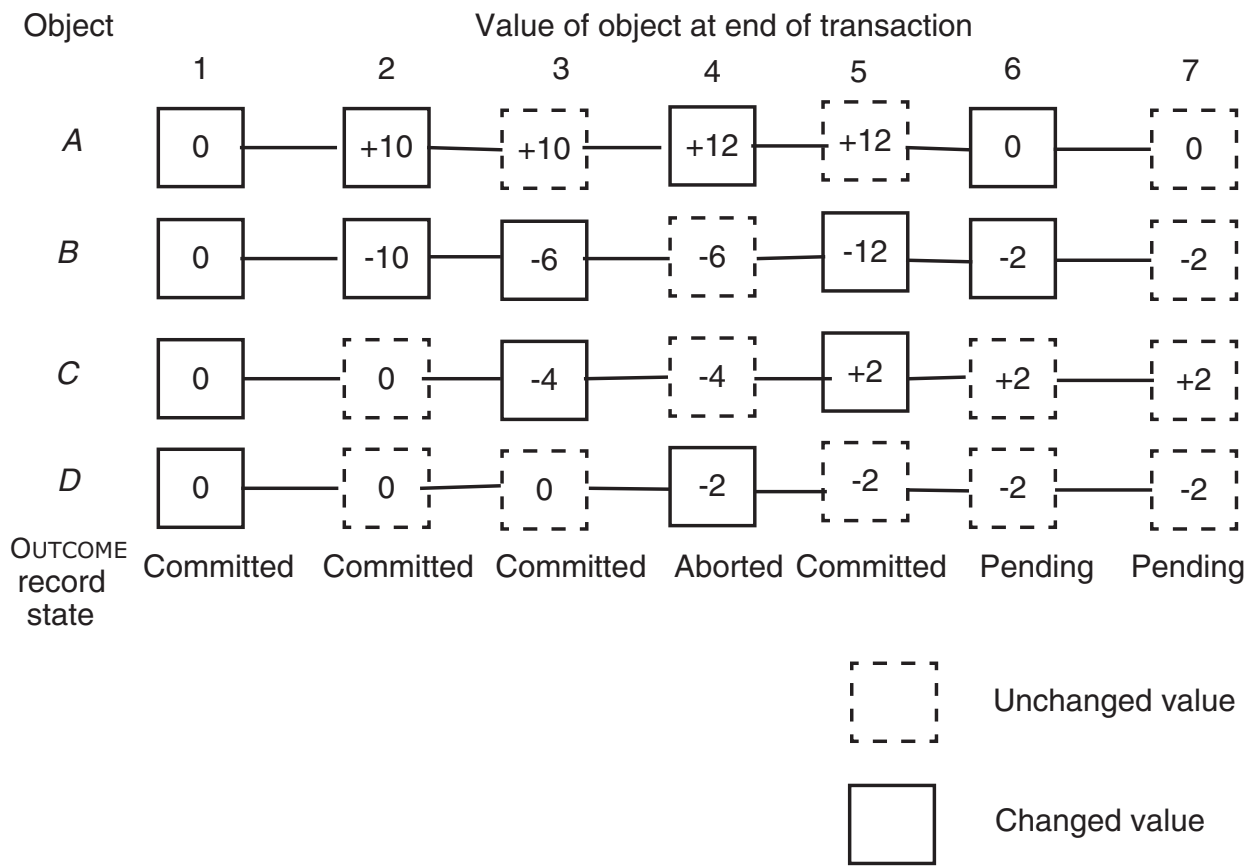 Object Value of object at end of transaction
1 2 3 4 5 6 7
A 0 +10 +10 +12 +12 0 0
B 0 -10 -6 -6 -12 -2 -2
C 0 0 -4 -4 +2 +2 +2
D 0 0 0 -2 -2 -2 -2
OUTCOME
record
state
Committed Committed Committed Aborted Committed Pending Pending
Unchanged value
Changed value